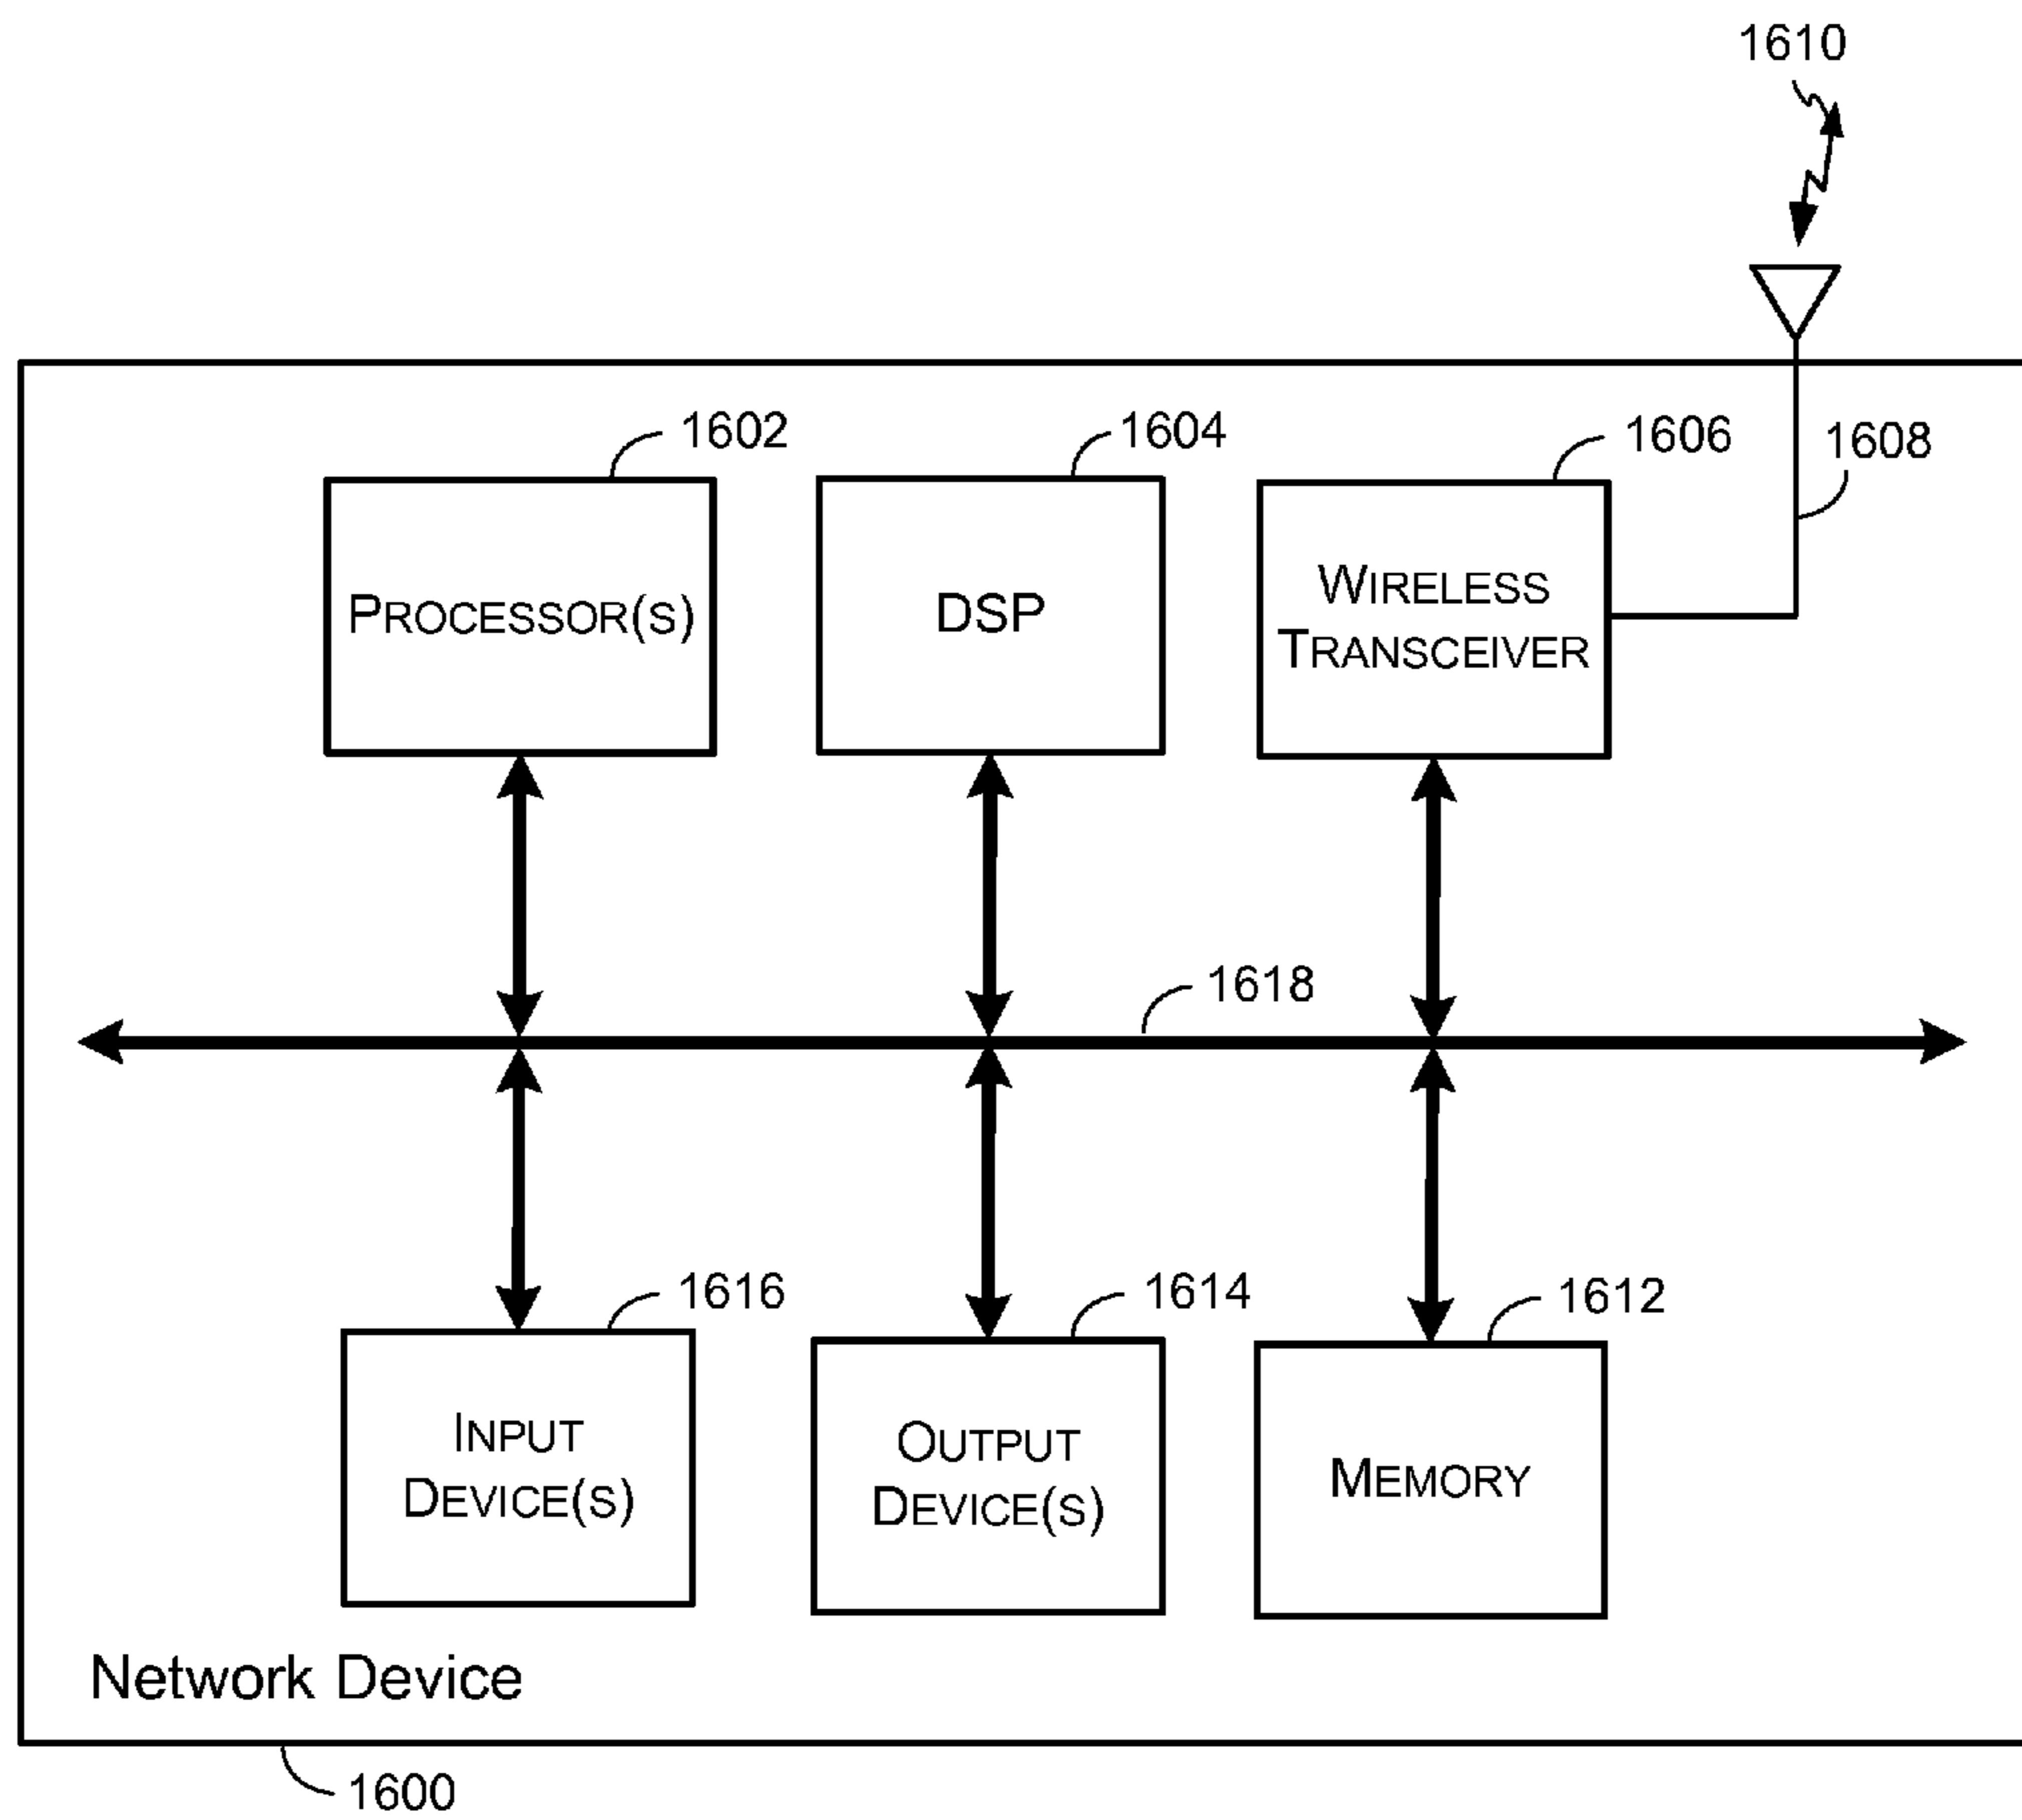 1610
1602
1604
1606
1608
PROCESSOR(S)
DSP
WIRELESS
TRANSCEIVER
1618
1616
1614
1612
INPUT
DEVICE(S)
OUTPUT
DEVICE(S)
MEMORY
Network Device
1600